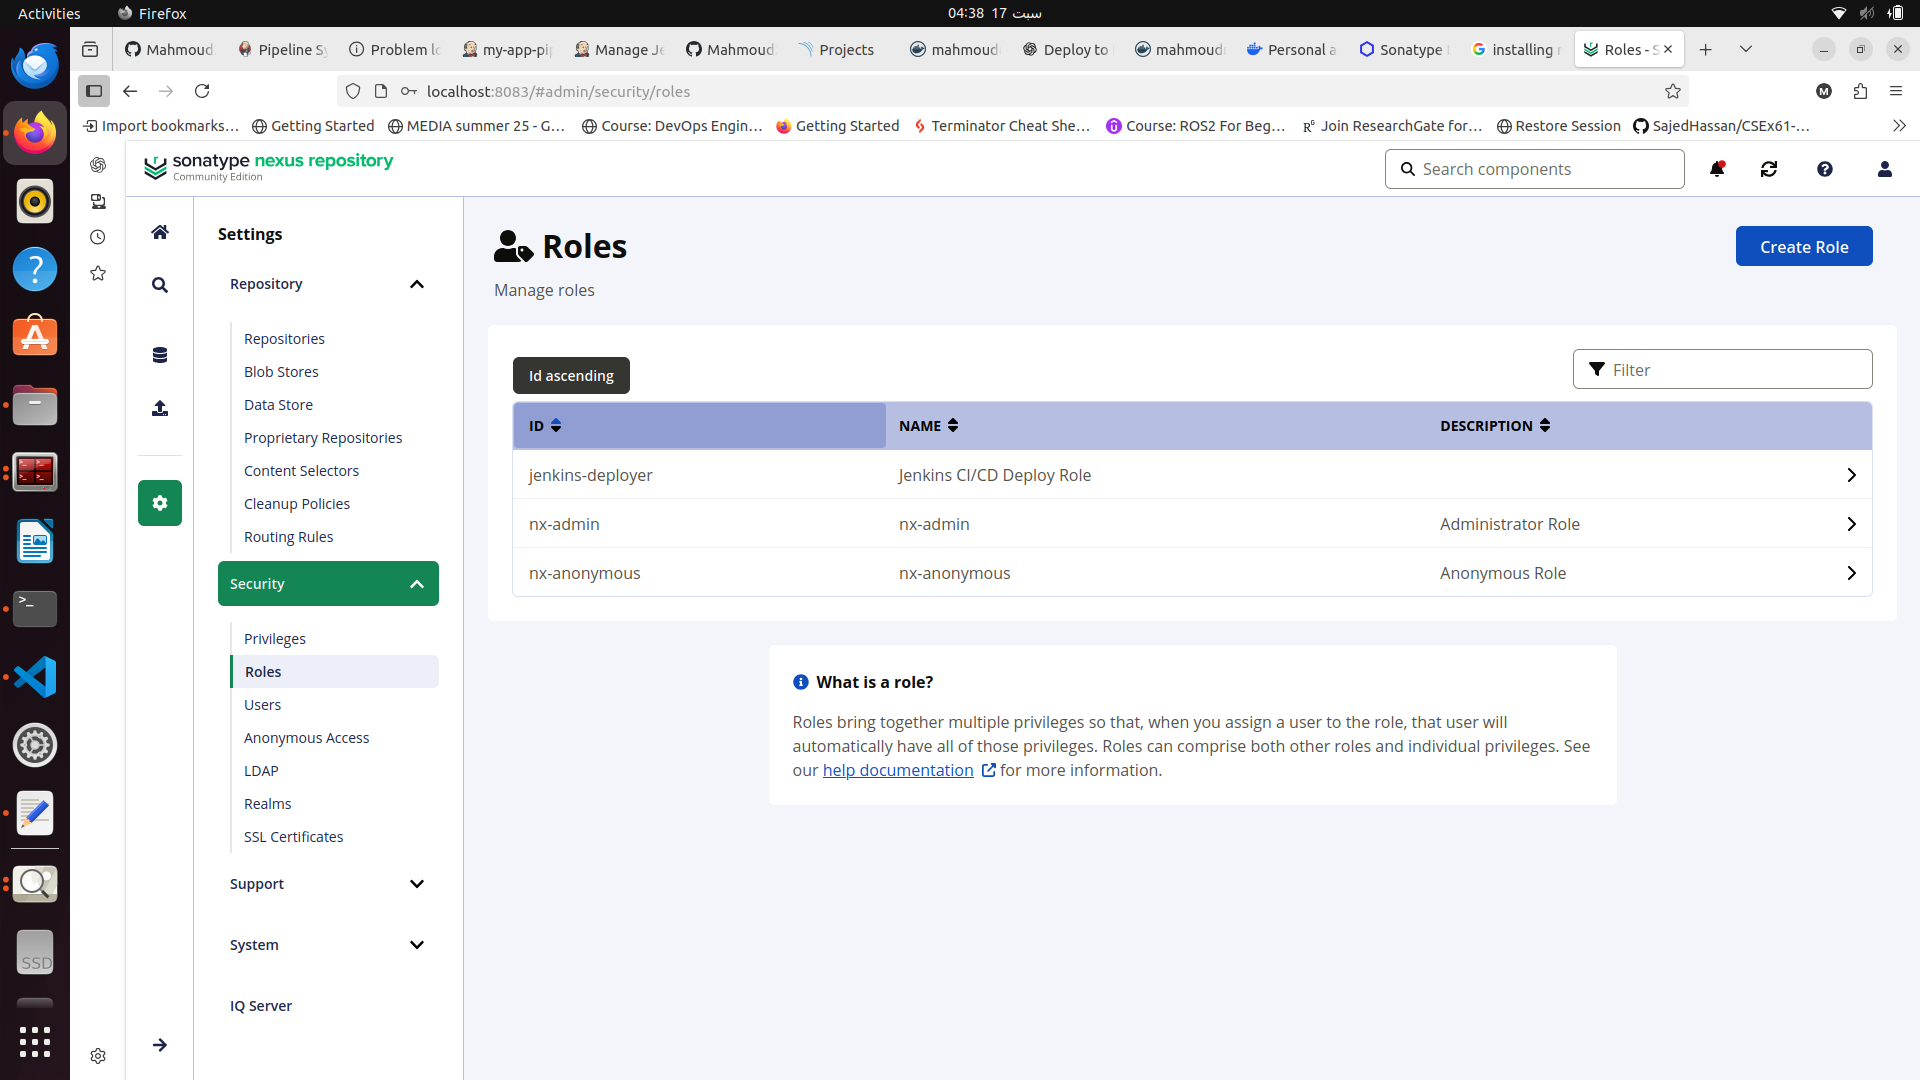 Activities
Firefox
04:38 17 سبت
Mahmoud
Pipeline Sy
Problem lo
my-app-pip
Manage Je
Mahmoud
Projects
mahmoud
Deploy to
mahmoud
Personal a
Sonatype
installing
Roles - S
localhost:8083/#admin/security/roles
M
Import bookmarks...
Getting Started
MEDIA summer 25 - G...
Course: DevOps Engin...
Getting Started
Terminator Cheat She...
Course: ROS2 For Beg...
Join ResearchGate for...
Restore Session
SajedHassan/CSEx61-...
sonatype nexus repository
Community Edition
Search components
Settings
Repository
Repositories
Blob Stores
Data Store
Proprietary Repositories
Content Selectors
Cleanup Policies
Routing Rules
Security
Privileges
Roles
Users
Anonymous Access
LDAP
Realms
SSL Certificates
Support
System
IQ Server
Roles
Create Role
Manage roles
Id ascending
Filter
ID
NAME
DESCRIPTION
jenkins-deployer
Jenkins CI/CD Deploy Role
nx-admin
nx-admin
Administrator Role
nx-anonymous
nx-anonymous
Anonymous Role
What is a role?
Roles bring together multiple privileges so that, when you assign a user to the role, that user will
automatically have all of those privileges. Roles can comprise both other roles and individual privileges. See
our help documentation for more information.
SSD